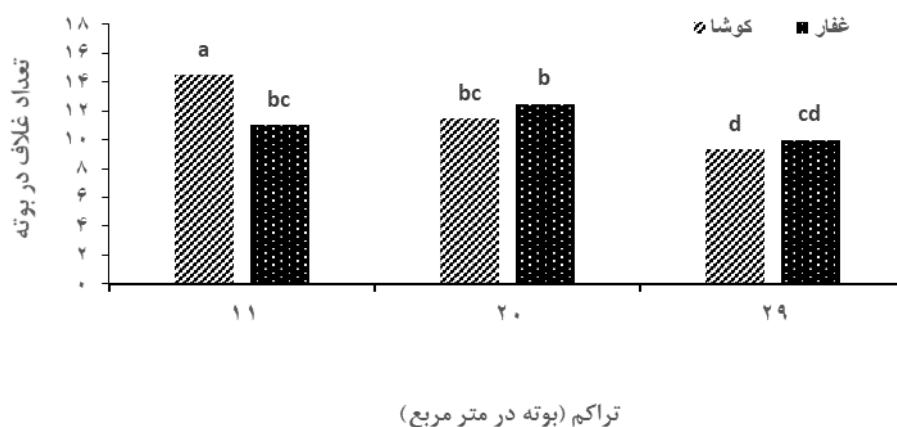 تعداد غلاف در بوته
۱۸
۱۶
۱۴
۱۲
۱۰
۸
۶
۴
۲
۰
کوشا
غفار
a
bc
bc
b
d
cd
۱۱
۲۰
۲۹
تراکم (بوته در متر مربع)